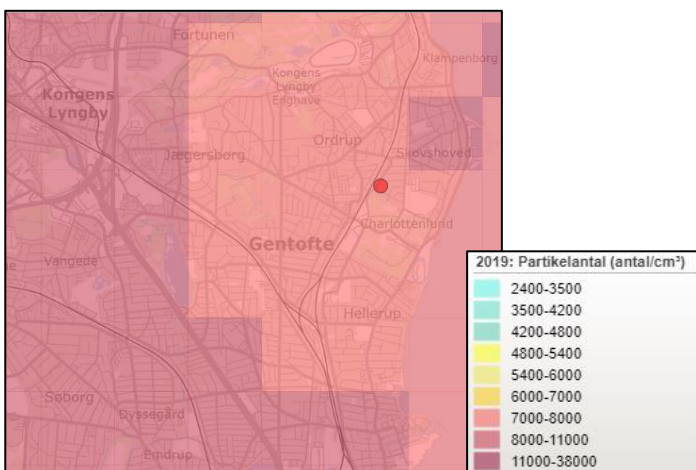 Fortunen
Klampenborg
Kongens
Lyngby
Enghave
Kongens
Lyngby
Ordrup
Skovshoved
Jægersborg
Charlottenlund
Gentofte
Vangede
Hellerup
Søborg
Dyssegård
Emdrup
2019: Partikelantal (antal/cm³)
2400-3500
3500-4200
4200-4800
4800-5400
5400-6000
6000-7000
7000-8000
8000-11000
11000-38000